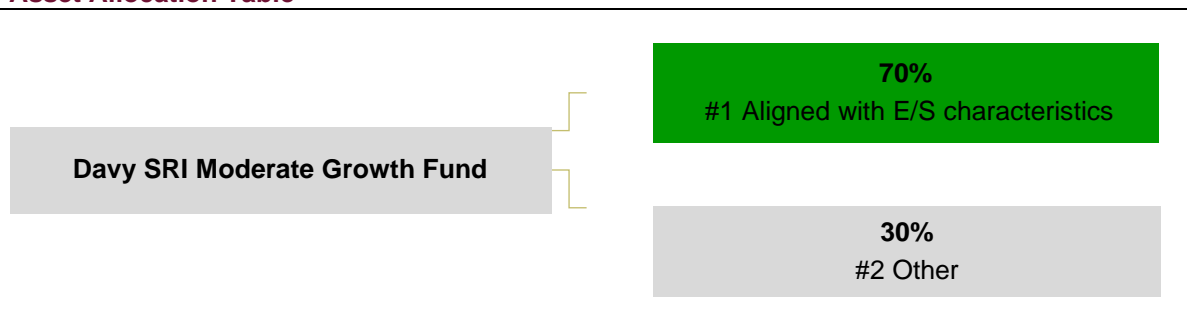 Asset Allocation Table
70%
#1 Aligned with E/S characteristics
Davy SRI Moderate Growth Fund
30%
#2 Other